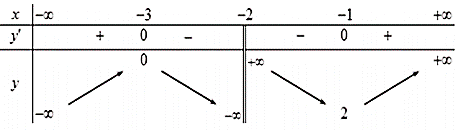 x −∞ −3 −2 −1 +∞
y′ + 0 − − 0 +
0 +∞ +∞
y
−∞ −∞ 2